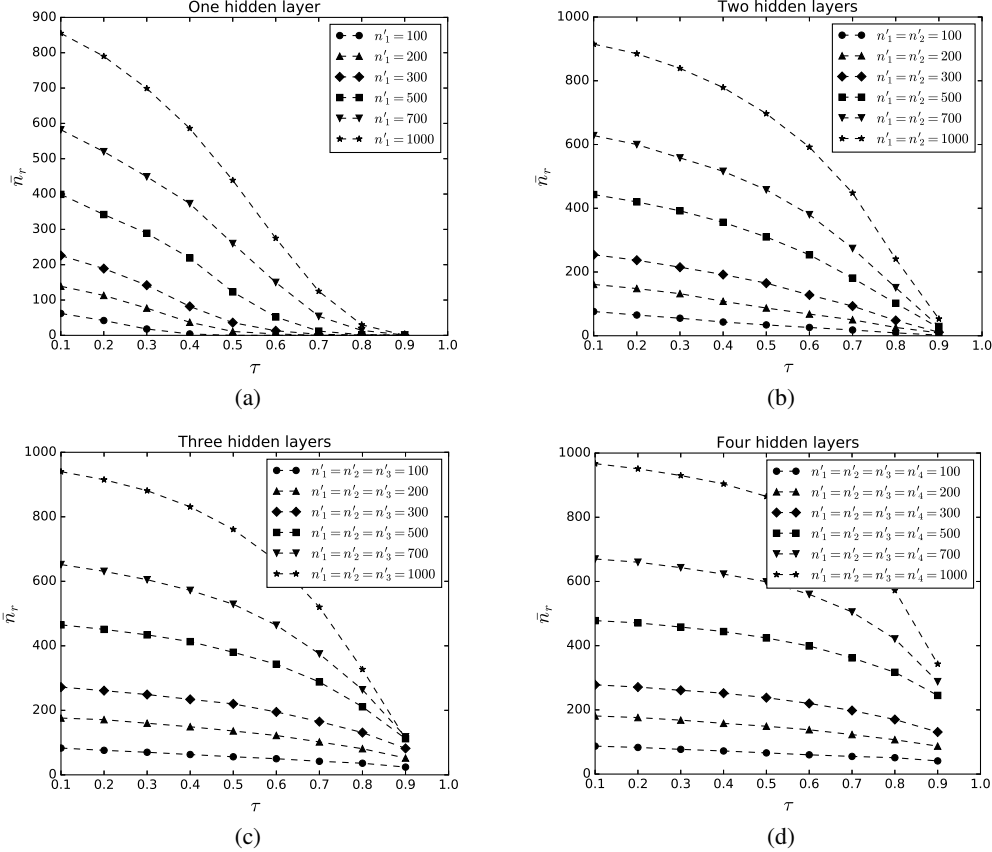 One hidden layer
900
800
700
600
500
400
300
200
100
0
0.1 0.2 0.3 0.4 0.5 0.6 0.7 0.8 0.9 1.0
n̄_r
τ
n′_1 = 100
n′_1 = 200
n′_1 = 300
n′_1 = 500
n′_1 = 700
n′_1 = 1000
(a)
Two hidden layers
1000
800
600
400
200
0
0.1 0.2 0.3 0.4 0.5 0.6 0.7 0.8 0.9 1.0
n̄_r
τ
n′_1 = n′_2 = 100
n′_1 = n′_2 = 200
n′_1 = n′_2 = 300
n′_1 = n′_2 = 500
n′_1 = n′_2 = 700
n′_1 = n′_2 = 1000
(b)
Three hidden layers
1000
800
600
400
200
0
0.1 0.2 0.3 0.4 0.5 0.6 0.7 0.8 0.9 1.0
n̄_r
τ
n′_1 = n′_2 = n′_3 = 100
n′_1 = n′_2 = n′_3 = 200
n′_1 = n′_2 = n′_3 = 300
n′_1 = n′_2 = n′_3 = 500
n′_1 = n′_2 = n′_3 = 700
n′_1 = n′_2 = n′_3 = 1000
(c)
Four hidden layers
1000
800
600
400
200
0
0.1 0.2 0.3 0.4 0.5 0.6 0.7 0.8 0.9 1.0
n̄_r
τ
n′_1 = n′_2 = n′_3 = n′_4 = 100
n′_1 = n′_2 = n′_3 = n′_4 = 200
n′_1 = n′_2 = n′_3 = n′_4 = 300
n′_1 = n′_2 = n′_3 = n′_4 = 500
n′_1 = n′_2 = n′_3 = n′_4 = 700
n′_1 = n′_2 = n′_3 = n′_4 = 1000
(d)